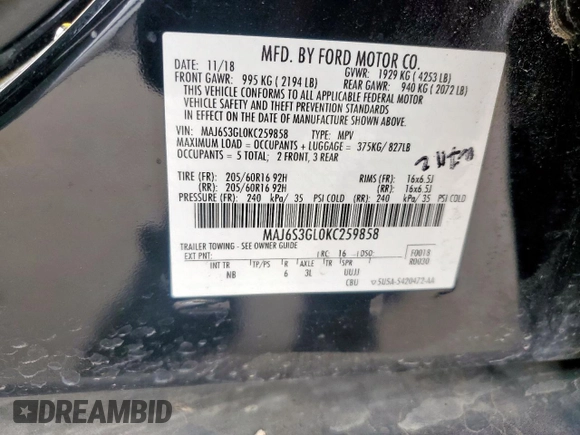 MFD. BY FORD MOTOR CO.
DATE: 11/18 GVWR: 1929 KG ( 4253 LB)
FRONT GAWR: 995 KG ( 2194 LB) REAR GAWR: 940 KG ( 2072 LB)
THIS VEHICLE CONFORMS TO ALL APPLICABLE FEDERAL MOTOR
VEHICLE SAFETY AND THEFT PREVENTION STANDARDS
IN EFFECT ON THE DATE OF MANUFACTURE SHOWN ABOVE.
VIN: MAJ6S3GL0KC259858 TYPE: MPV
MAXIMUM LOAD = OCCUPANTS + LUGGAGE = 375KG/ 827LB
OCCUPANTS = 5 TOTAL; 2 FRONT, 3 REAR
TIRE (FR): 205/60R16 92H RIMS (FR): 16x6.5J
(RR): 205/60R16 92H (RR): 16x6.5J
PRESSURE (FR): 240 kPa/ 35 PSI COLD (RR): 240 kPa/ 35 PSI COLD
MAJ6S3GL0KC259858
TRAILER TOWING - SEE OWNER GUIDE
EXT PNT: RC: 16 DSO: F0018
R0030
INT TR TP/PS R AXLE TR SPR
NB 6 3L UUJJ
CBU
DREAMBID